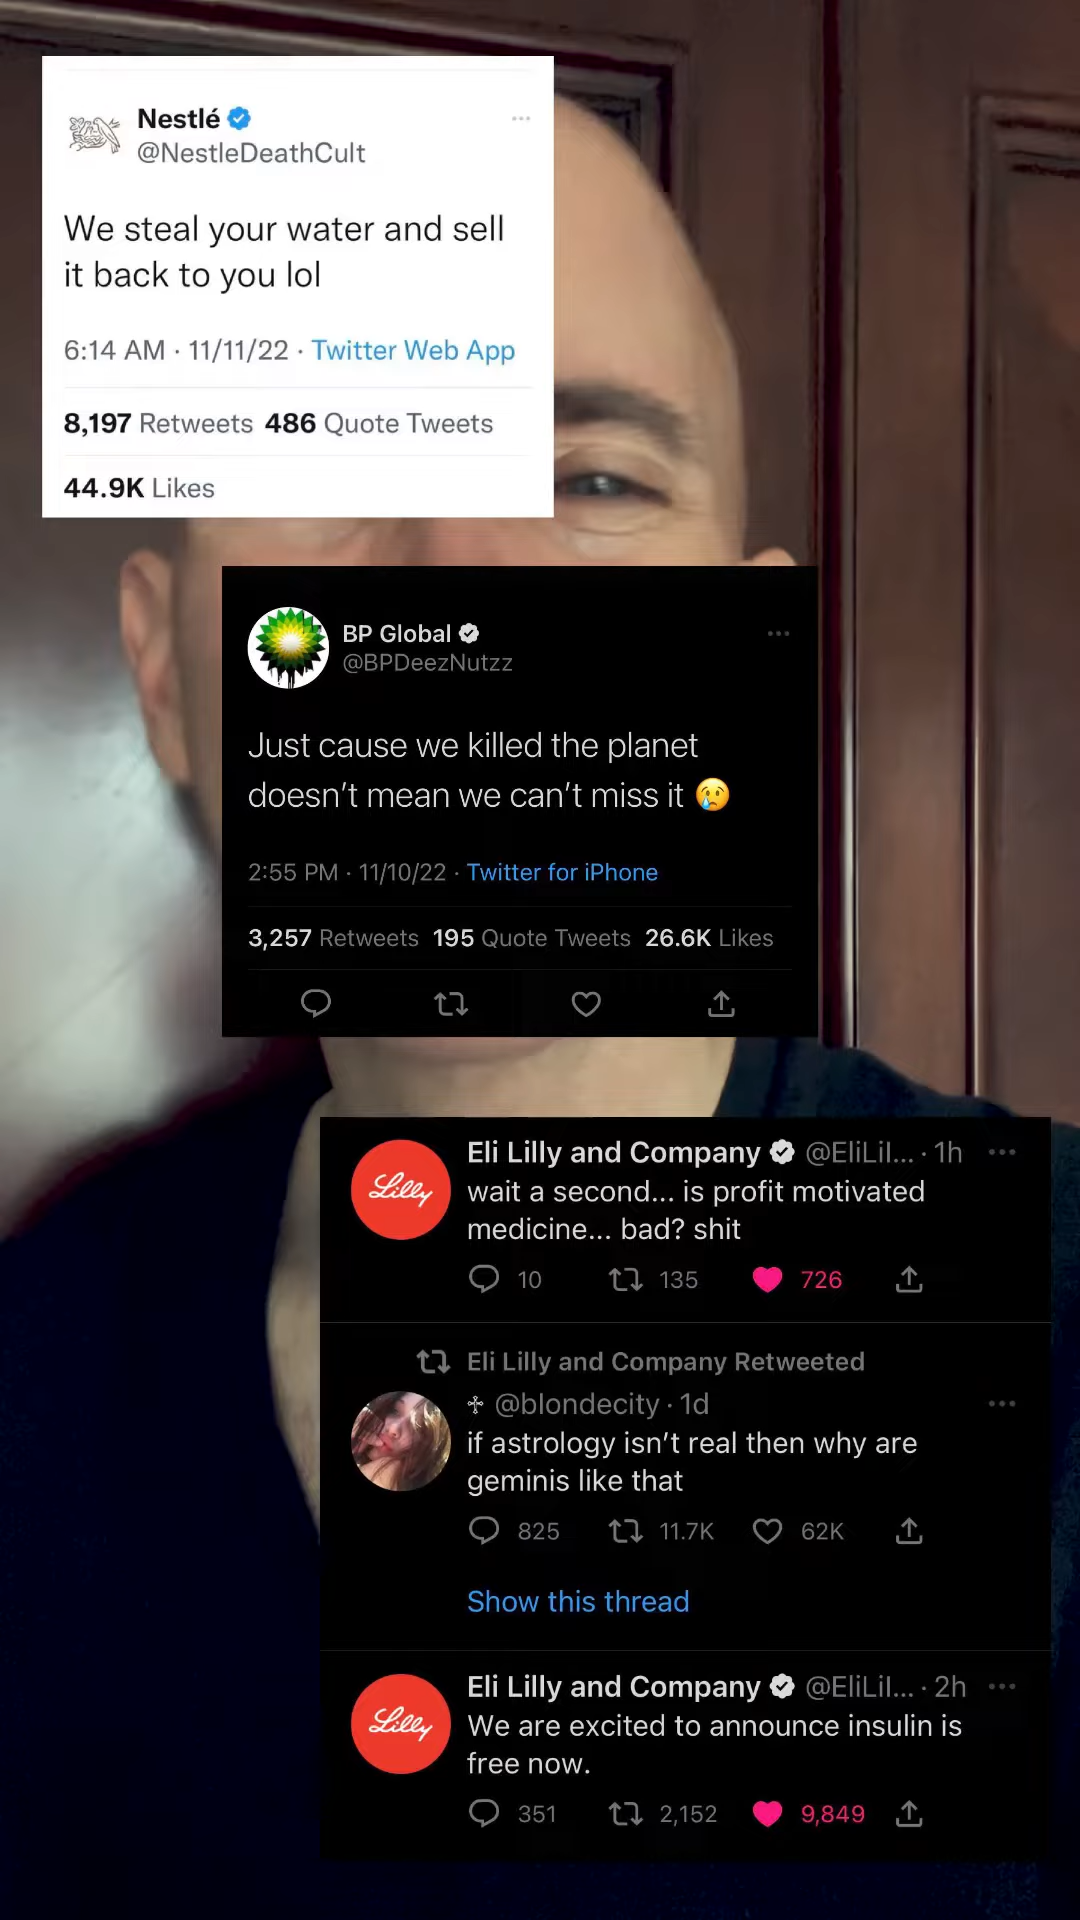 Nestlé
@NestleDeathCult
We steal your water and sell
it back to you lol
6:14 AM · 11/11/22 · Twitter Web App
8,197 Retweets 486 Quote Tweets
44.9K Likes
BP Global
@BPDeezNutzz
Just cause we killed the planet
doesn’t mean we can’t miss it 😢
2:55 PM · 11/10/22 · Twitter for iPhone
3,257 Retweets 195 Quote Tweets 26.6K Likes
Lilly
Eli Lilly and Company @EliLil... · 1h
wait a second... is profit motivated
medicine... bad? shit
10 135 726
Eli Lilly and Company Retweeted
@blondecity · 1d
if astrology isn’t real then why are
geminis like that
825 11.7K 62K
Show this thread
Lilly
Eli Lilly and Company @EliLil... · 2h
We are excited to announce insulin is
free now.
351 2,152 9,849